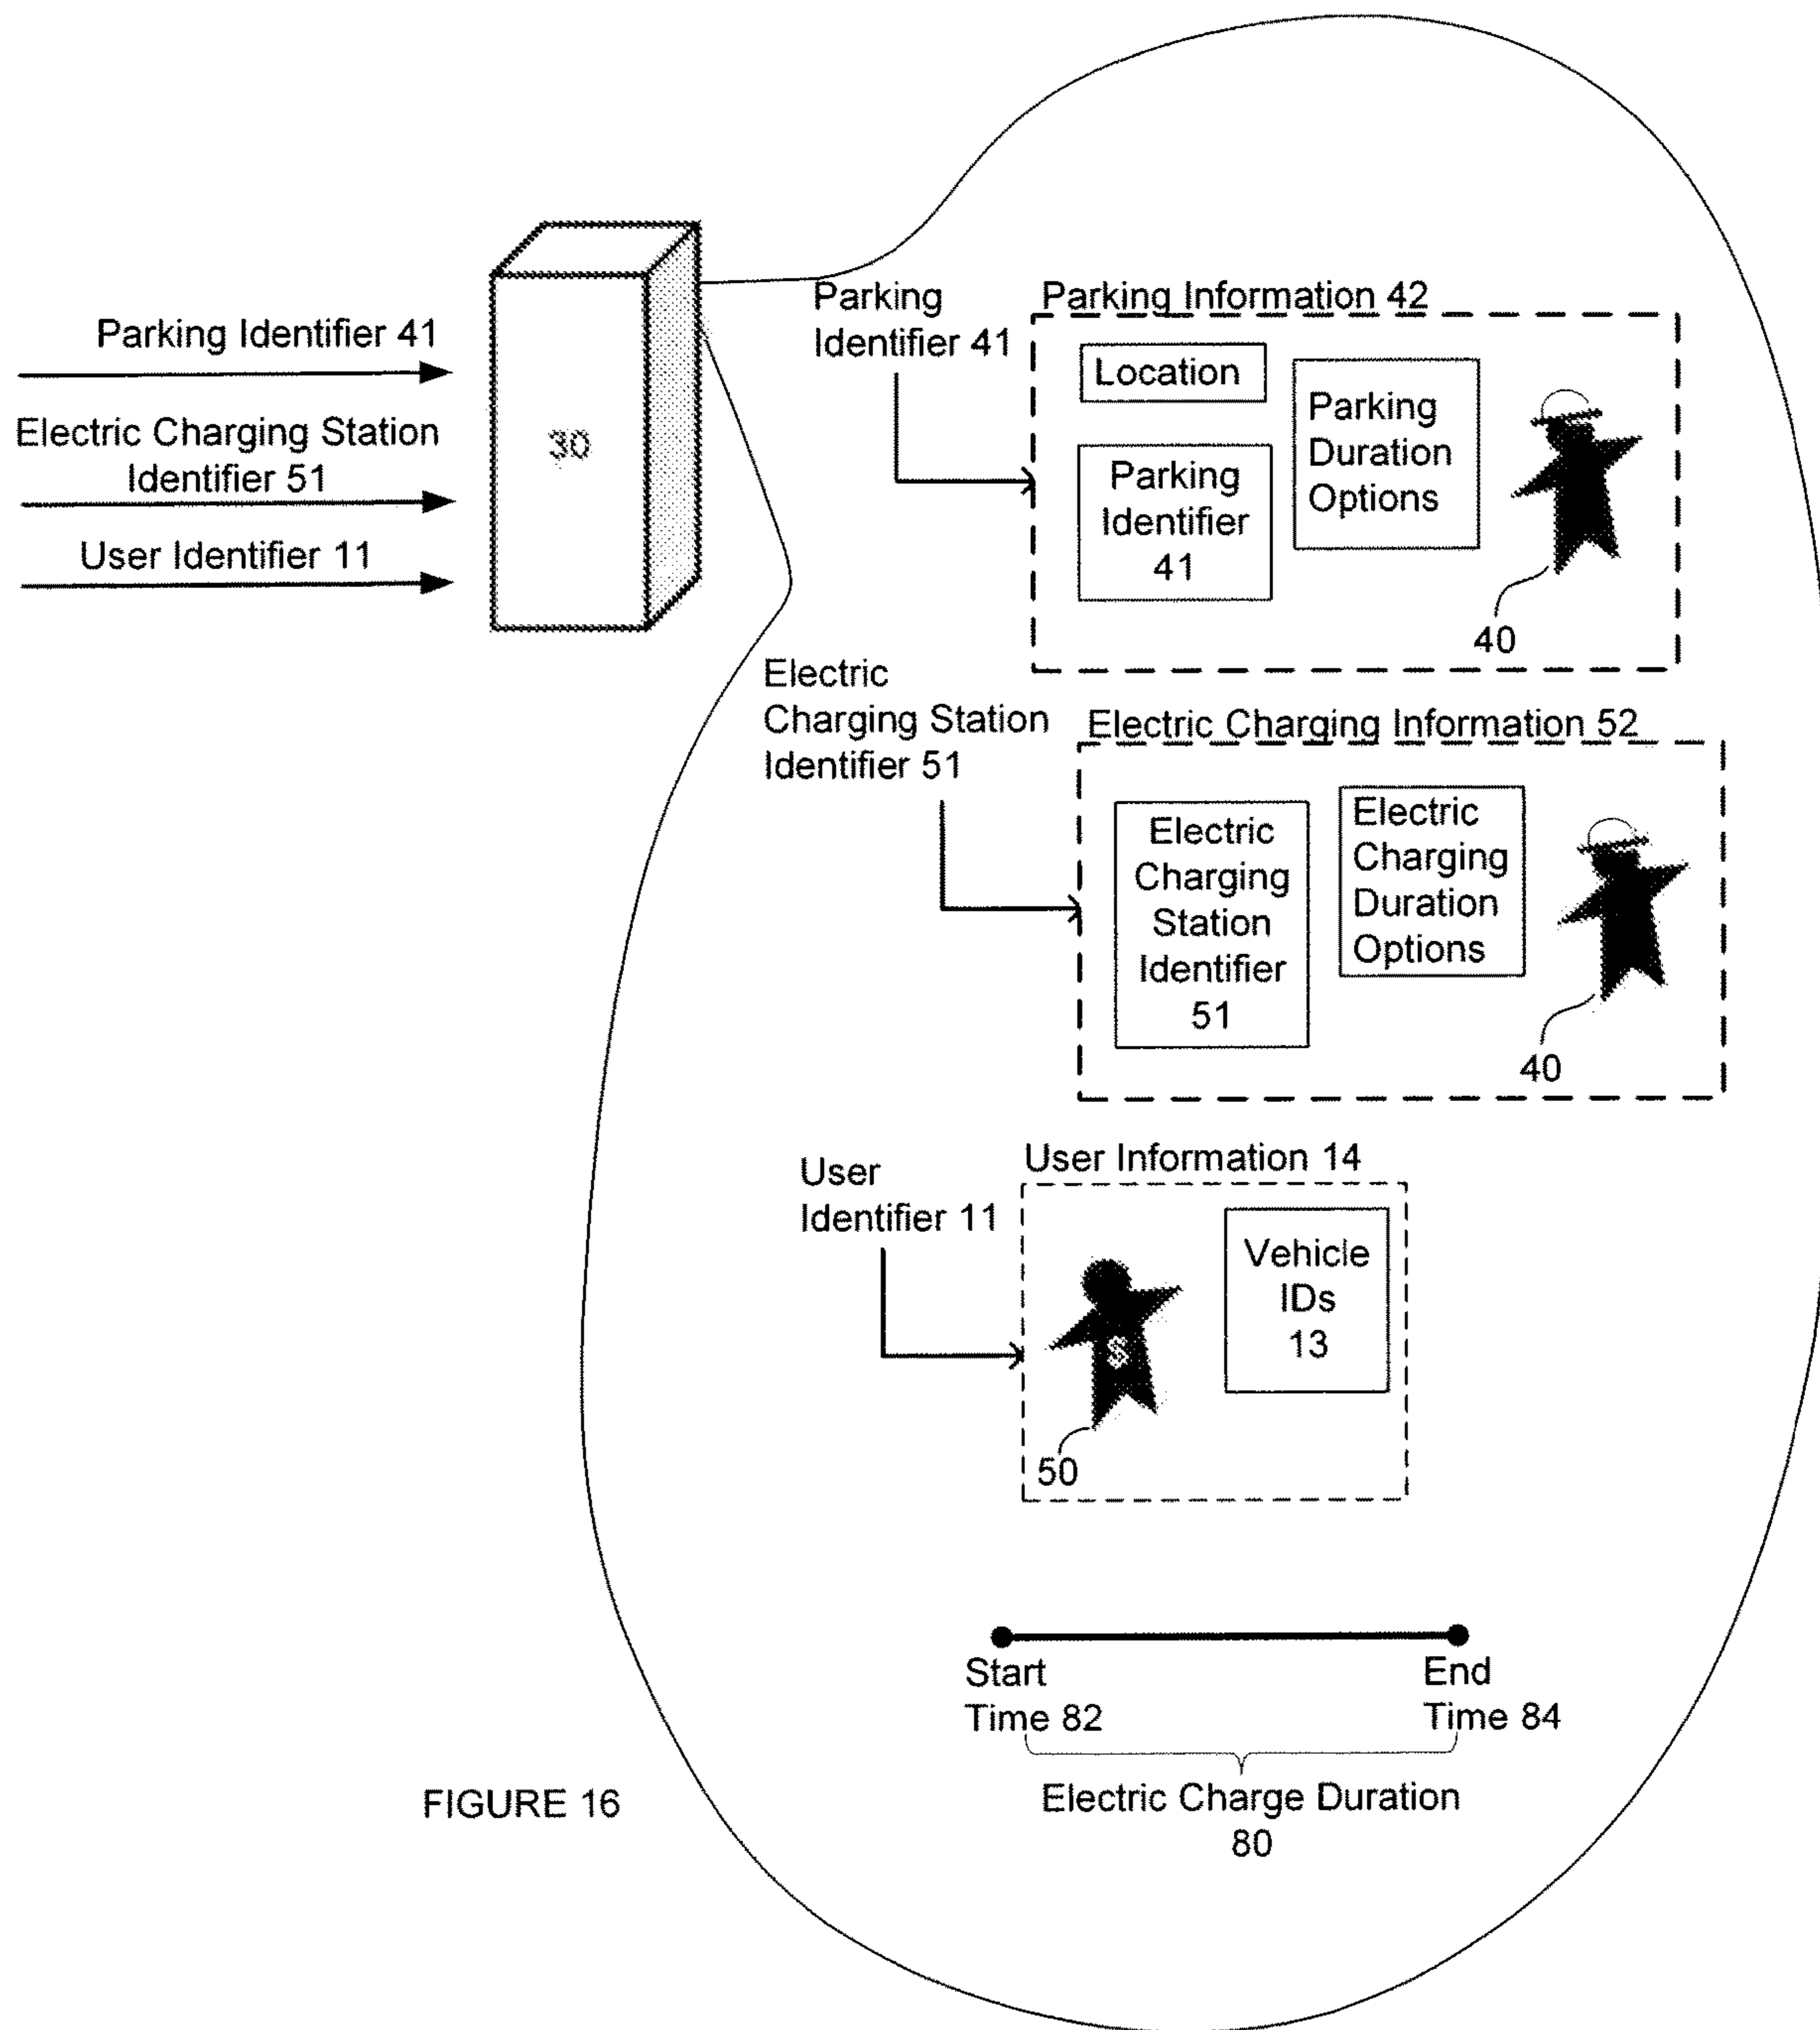 Parking Identifier 41
Electric Charging Station
Identifier 51
User Identifier 11
30
Parking
Identifier 41
Parking Information 42
Location
Parking
Identifier
41
Parking
Duration
Options
40
Electric
Charging Station
Identifier 51
Electric Charging Information 52
Electric
Charging
Station
Identifier
51
Electric
Charging
Duration
Options
40
User
Identifier 11
User Information 14
$
Vehicle
IDs
13
50
Start
Time 82
End
Time 84
Electric Charge Duration
80
FIGURE 16